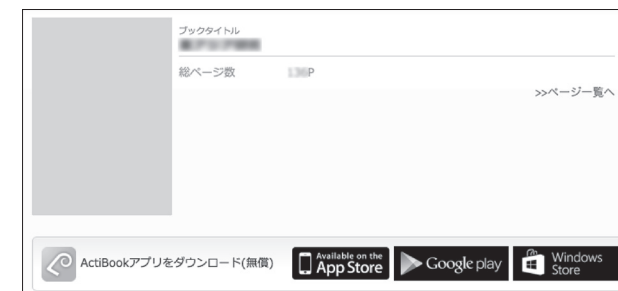 ブックタイトル
総ページ数 P
>>ページ一覧へ
ActiBookアプリをダウンロード(無償)
Available on the
App Store
Google play
Windows
Store